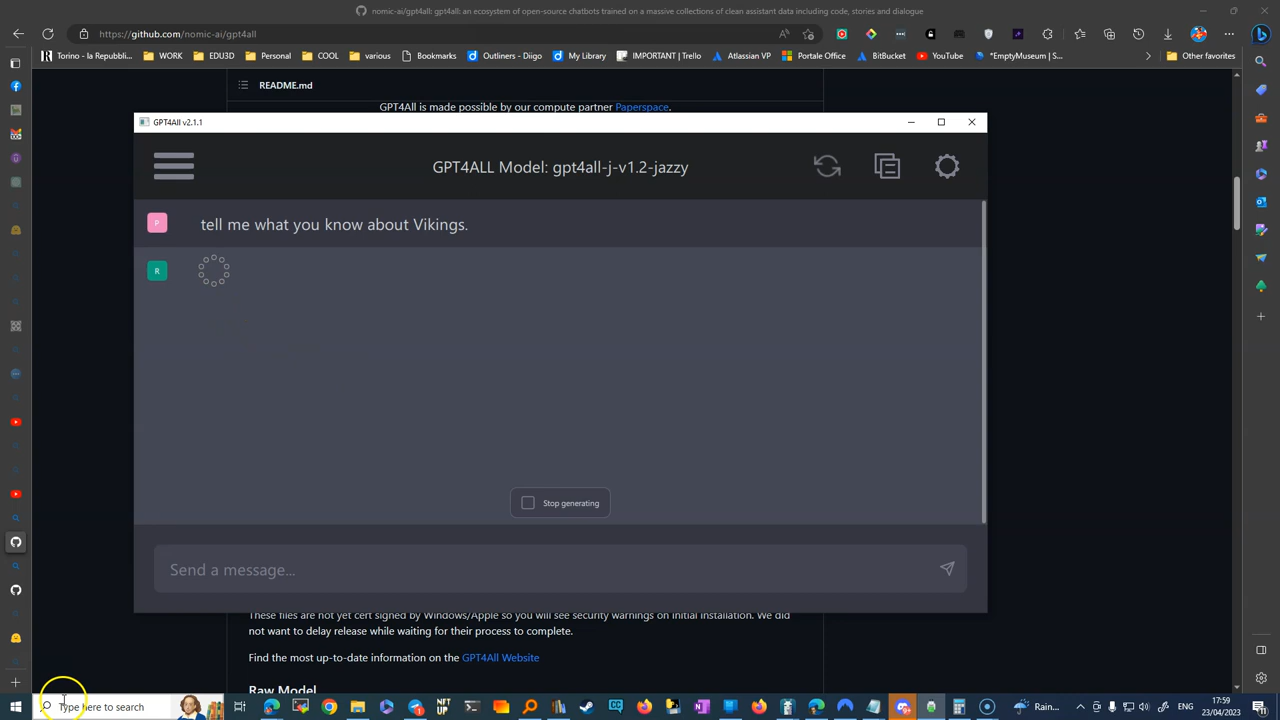 nomic-ai/gpt4all: gpt4all: an ecosystem of open-source chatbots trained on a massive collections of clean assistant data including code, stories and dialogue
https://github.com/nomic-ai/gpt4all
Torino - la Repubbli...
WORK
EDU3D
Personal
COOL
various
Bookmarks
Outliners - Diigo
My Library
IMPORTANT | Trello
Atlassian VPN
Portale Office
BitBucket
YouTube
*EmptyMuseum | S...
Other favorites
README.md
GPT4All is made possible by our compute partner Paperspace.
GPT4All v2.1.1
GPT4ALL Model: gpt4all-j-v1.2-jazzy
P
tell me what you know about Vikings.
R
Stop generating
Send a message...
These files are not yet cert signed by Windows/Apple so you will see security warnings on initial installation. We did
not want to delay release while waiting for their process to complete.
Find the most up-to-date information on the GPT4All Website
Raw Model
Type here to search
NFT
UP
Rain...
ENG
17:59
23/04/2023